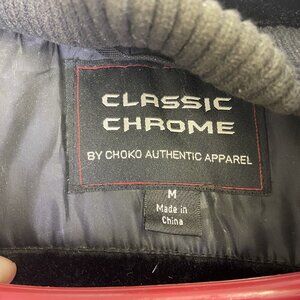 CLASSIC
CHROME
BY CHOKO AUTHENTIC APPAREL
M
Made in
China